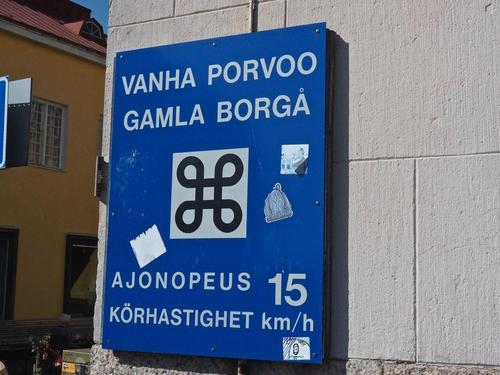 VANHA PORVOO
GAMLA BORGÅ
AJONOPEUS 15
KÖRHASTIGHET km/h